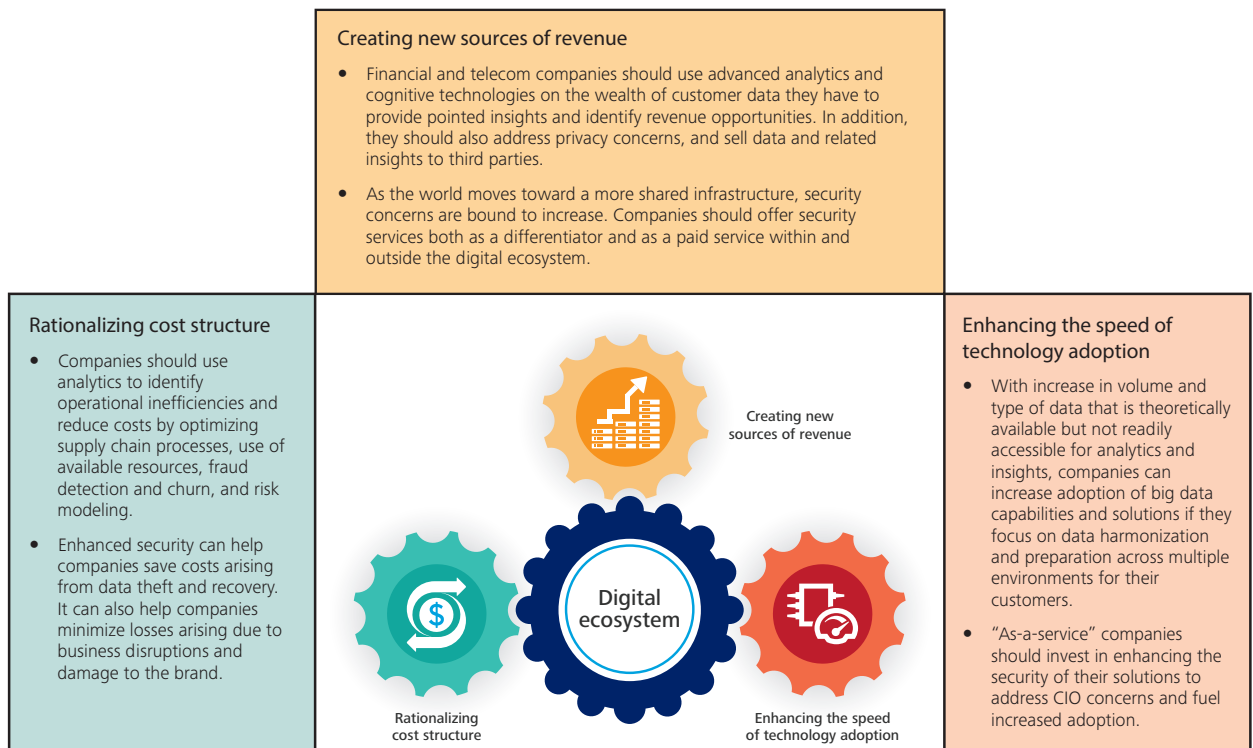 Creating new sources of revenue
• Financial and telecom companies should use advanced analytics and
cognitive technologies on the wealth of customer data they have to
provide pointed insights and identify revenue opportunities. In addition,
they should also address privacy concerns, and sell data and related
insights to third parties.
• As the world moves toward a more shared infrastructure, security
concerns are bound to increase. Companies should offer security
services both as a differentiator and as a paid service within and
outside the digital ecosystem.
Rationalizing cost structure
• Companies should use
analytics to identify
operational inefficiencies and
reduce costs by optimizing
supply chain processes, use of
available resources, fraud
detection and churn, and risk
modeling.
• Enhanced security can help
companies save costs arising
from data theft and recovery.
It can also help companies
minimize losses arising due to
business disruptions and
damage to the brand.
Creating new
sources of revenue
$
Digital
ecosystem
Rationalizing
cost structure
Enhancing the speed
of technology adoption
Enhancing the speed of
technology adoption
• With increase in volume and
type of data that is theoretically
available but not readily
accessible for analytics and
insights, companies can
increase adoption of big data
capabilities and solutions if they
focus on data harmonization
and preparation across multiple
environments for their
customers.
• “As-a-service” companies
should invest in enhancing the
security of their solutions to
address CIO concerns and fuel
increased adoption.